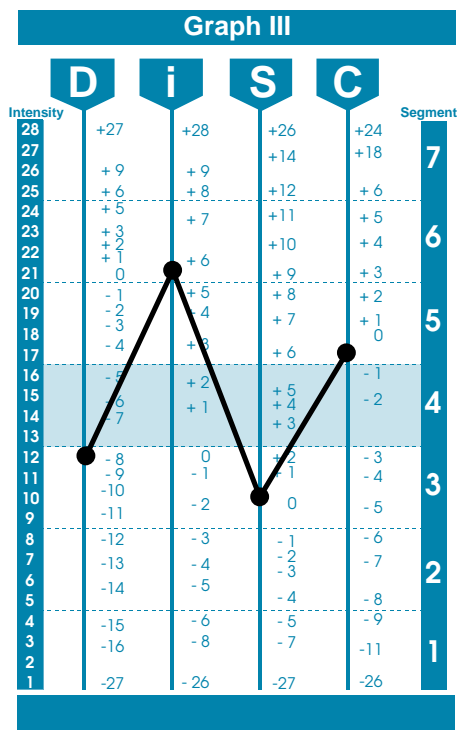 Graph III
D i S C
Intensity Segment
28 +27 +28 +26 +24
27 +14 +18 7
26 + 9 + 9
25 + 6 + 8 +12 + 6
24 + 5 + 7 +11 + 5
23 + 3 6
+ 2 +10 + 4
22 + 1 + 6
21 0 + 9 + 3
20 - 1 + 5 + 8 + 2
19 - 2 + 4 + 7 + 1 5
18 - 3 0
17 - 4 + 3 + 6
16 - 5 + 2 - 1
15 -6 + 5 - 2 4
14 - 7 + 1 + 4
13 + 3
12 - 8 0 + 2 - 3
11 - 9 - 1 + 1 - 4 3
10 -10 - 2 0 - 5
9 -11
8 -12 - 3 - 1 - 6
7 -13 - 4 - 2 - 7
- 3 2
6 -14 - 5
5 - 4 - 8
4 -15 - 6 - 5 - 9
3 -16 - 8 - 7 -11 1
2
1 -27 - 26 -27 -26